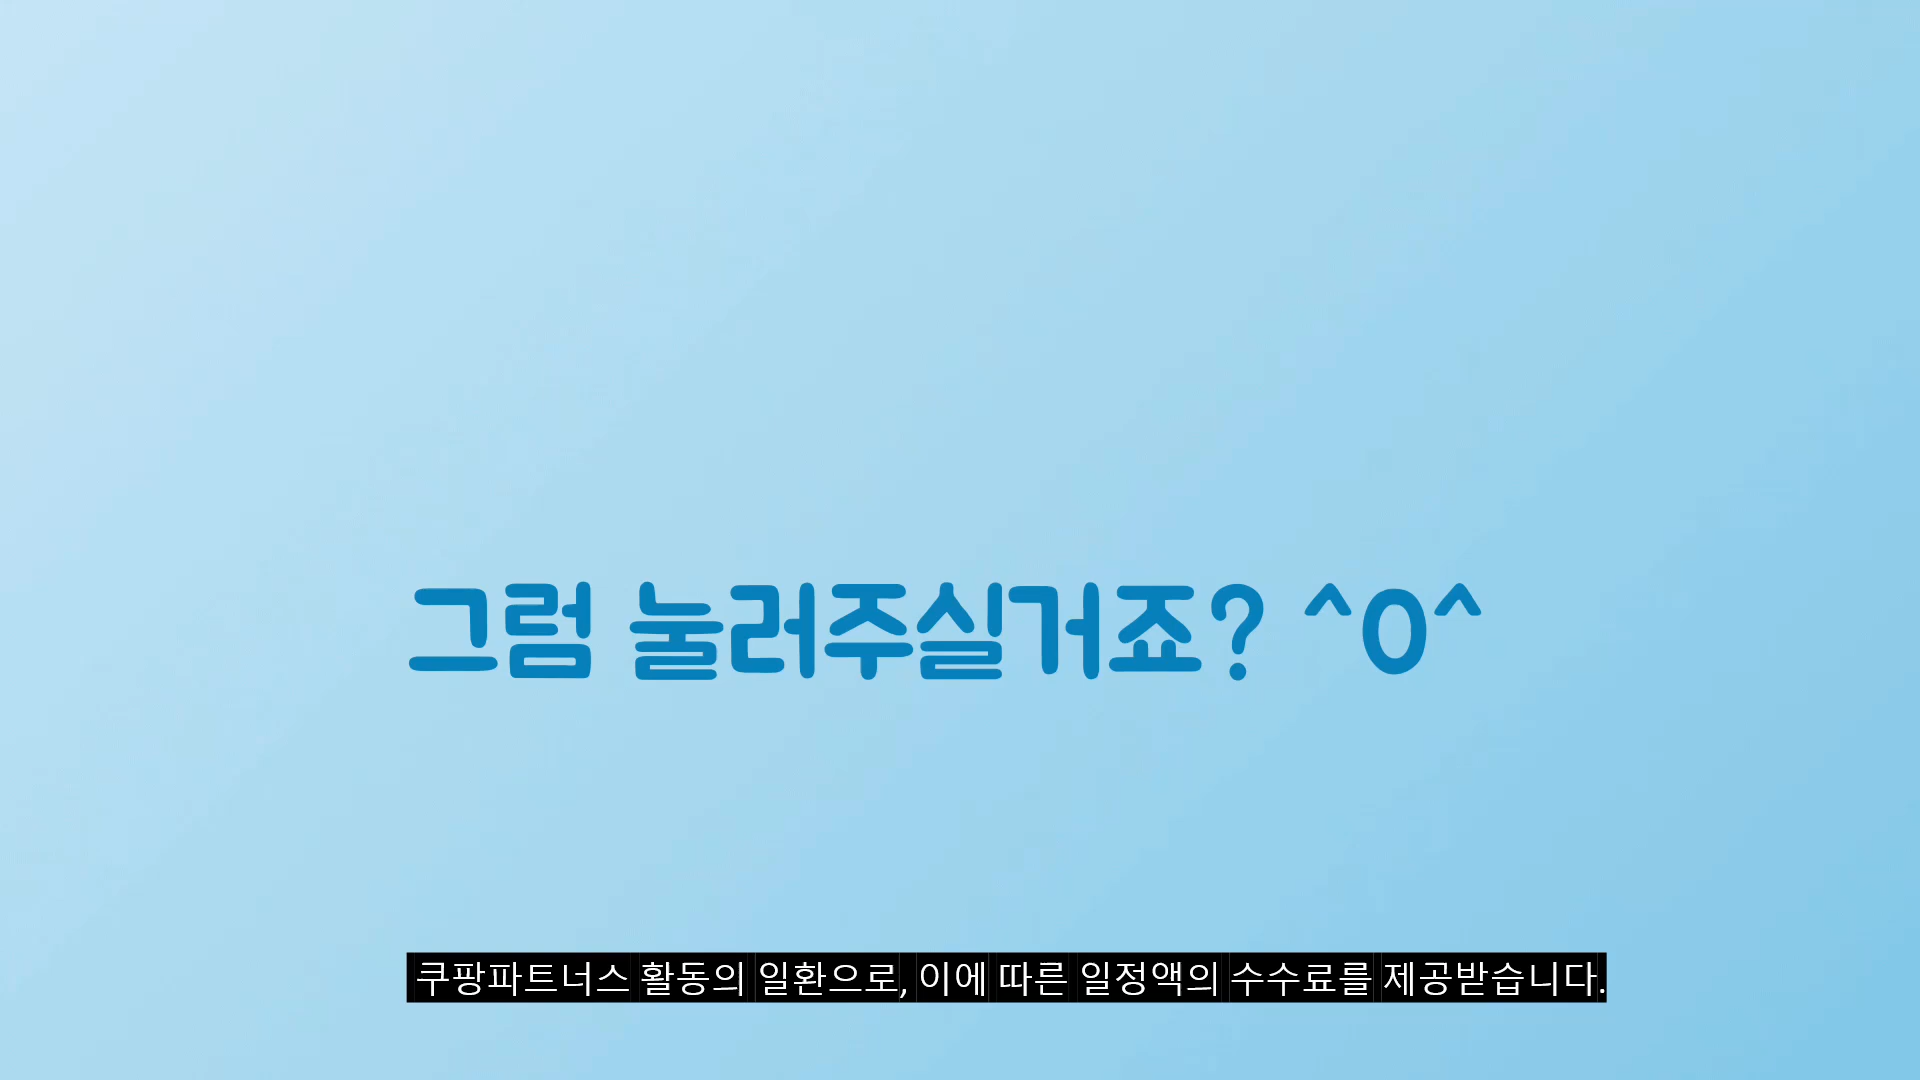 그럼 눌러주실거죠? ^0^
쿠팡파트너스 활동의 일환으로, 이에 따른 일정액의 수수료를 제공받습니다.